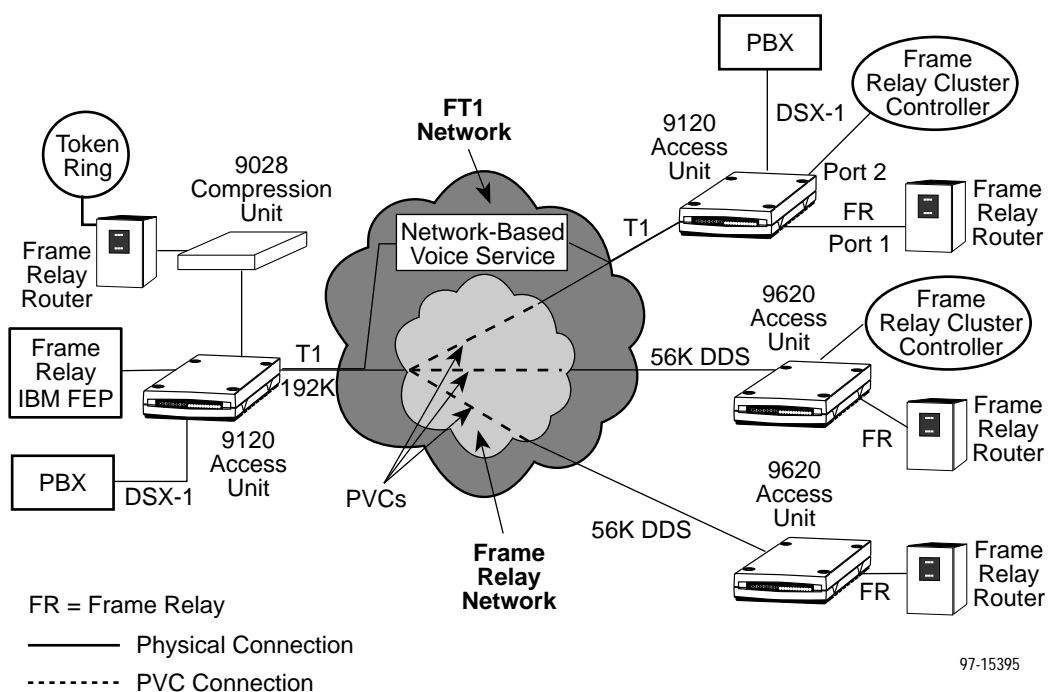 PBX
Frame
Relay Cluster
Controller
FT1
Network
DSX-1
9120
Access
Unit
Token
Ring
9028
Compression
Unit
Port 2
Network-Based
Voice Service
T1
FR
Port 1
Frame
Relay
Router
Frame
Relay
Router
9620
Access
Unit
Frame
Relay Cluster
Controller
Frame
Relay
IBM FEP
T1
192K
56K DDS
FR
Frame
Relay
Router
9120
Access
Unit
PBX
DSX-1
PVCs
9620
Access
Unit
56K DDS
Frame
Relay
Network
FR
Frame
Relay
Router
FR = Frame Relay
Physical Connection
PVC Connection
97-15395